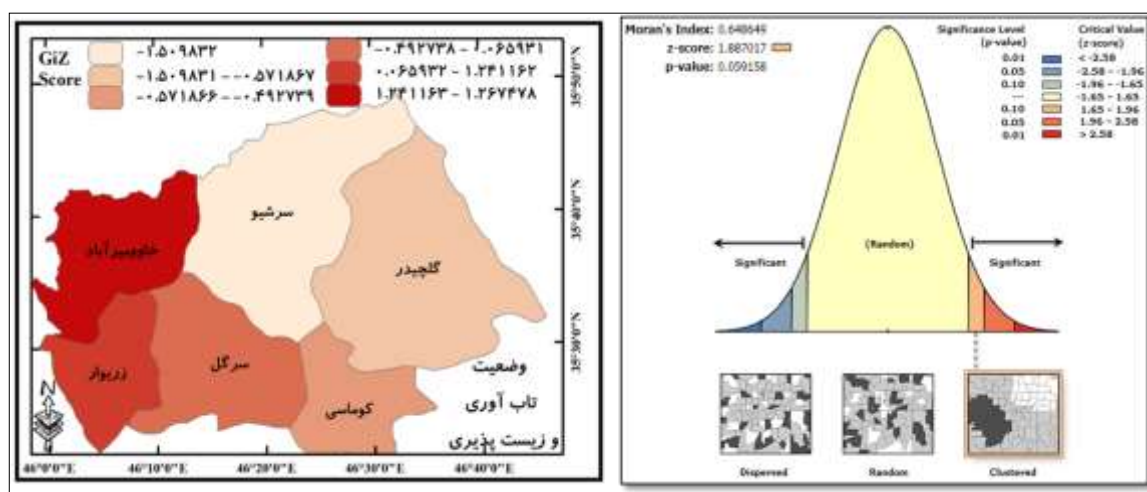 GiZ
Score
-۱.۵۰۹۸۳۲
-۱.۵۰۹۸۳۱ - -۰.۵۷۱۸۶۷
-۰.۵۷۱۸۶۶ - -۰.۴۹۲۷۳۹
-۰.۴۹۲۷۳۸ - ۰.۰۶۵۹۳۱
۰.۰۶۵۹۳۲ - ۱.۲۴۱۱۶۲
۱.۲۴۱۱۶۳ - ۱.۲۶۷۴۷۸
35°50'0"N
35°40'0"N
35°30'0"N
سرشیو
خاوومیرآباد
گلچیدر
زریوار
سرگل
کوماسی
وضعیت
تاب آوری
و زیست پذیری
N
46°0'0"E
46°10'0"E
46°20'0"E
46°30'0"E
46°40'0"E
Moran's Index: 0.648649
z-score: 1.887017
p-value: 0.059158
Significance Level
(p-value)
Critical Value
(z-score)
0.01 < -2.58
0.05 -2.58 - -1.96
0.10 -1.96 - -1.65
--- -1.65 - 1.65
0.10 1.65 - 1.96
0.05 1.96 - 2.58
0.01 > 2.58
(Random)
Significant
Significant
Dispersed
Random
Clustered